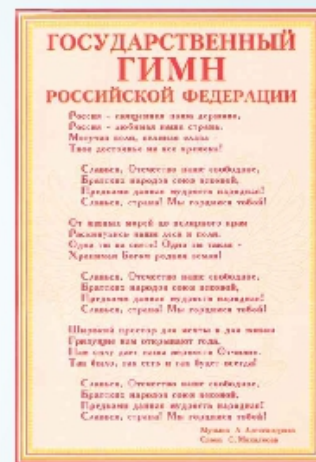 ГОСУДАРСТВЕННЫЙ
ГИМН
РОССИЙСКОЙ ФЕДЕРАЦИИ
Россия - священная наша держава,
Россия - любимая наша страна.
Могучая воля, великая слава -
Твое достоянье на все времена!
Славься, Отечество наше свободное,
Братских народов союз вековой,
Предками данная мудрость народная!
Славься, страна! Мы гордимся тобой!
От южных морей до полярного края
Раскинулись наши леса и поля.
Одна ты на свете! Одна ты такая -
Хранимая Богом родная земля!
Славься, Отечество наше свободное,
Братских народов союз вековой,
Предками данная мудрость народная!
Славься, страна! Мы гордимся тобой!
Широкий простор для мечты и для жизни
Грядущие нам открывают года.
Нам силу дает наша верность Отчизне.
Так было, так есть и так будет всегда!
Славься, Отечество наше свободное,
Братских народов союз вековой,
Предками данная мудрость народная!
Славься, страна! Мы гордимся тобой!
Музыка А. Александрова
Слова С. Михалкова